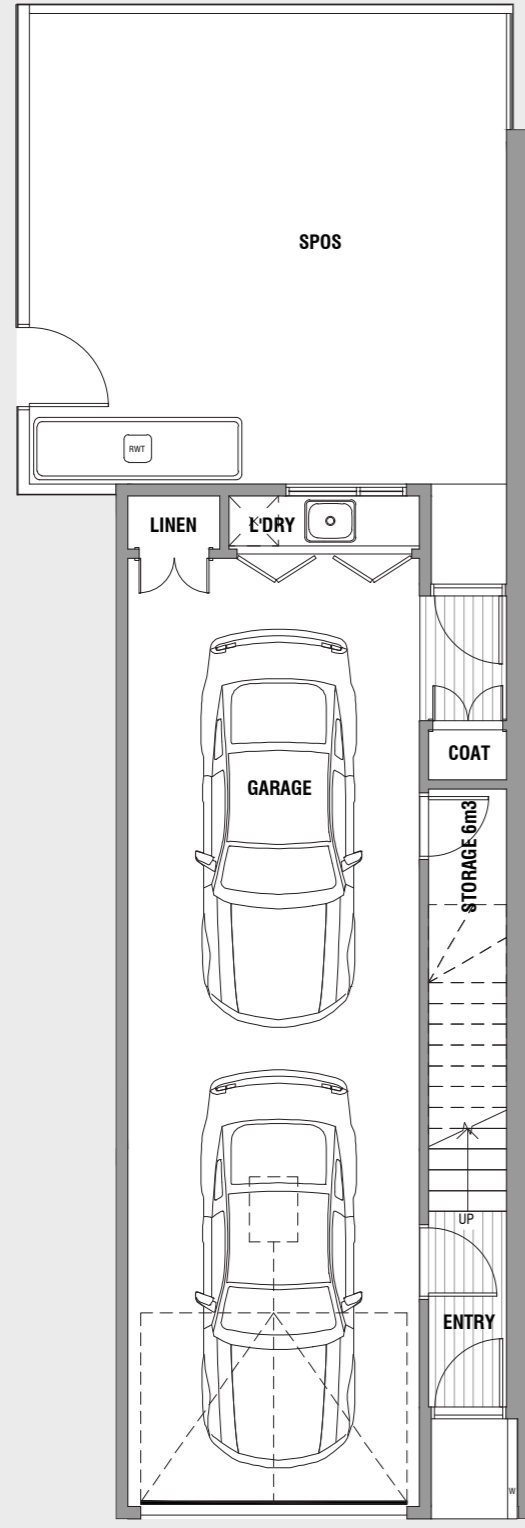 SPOS
RWT
LINEN
L'DRY
COAT
GARAGE
STORAGE 6m3
UP
ENTRY
W